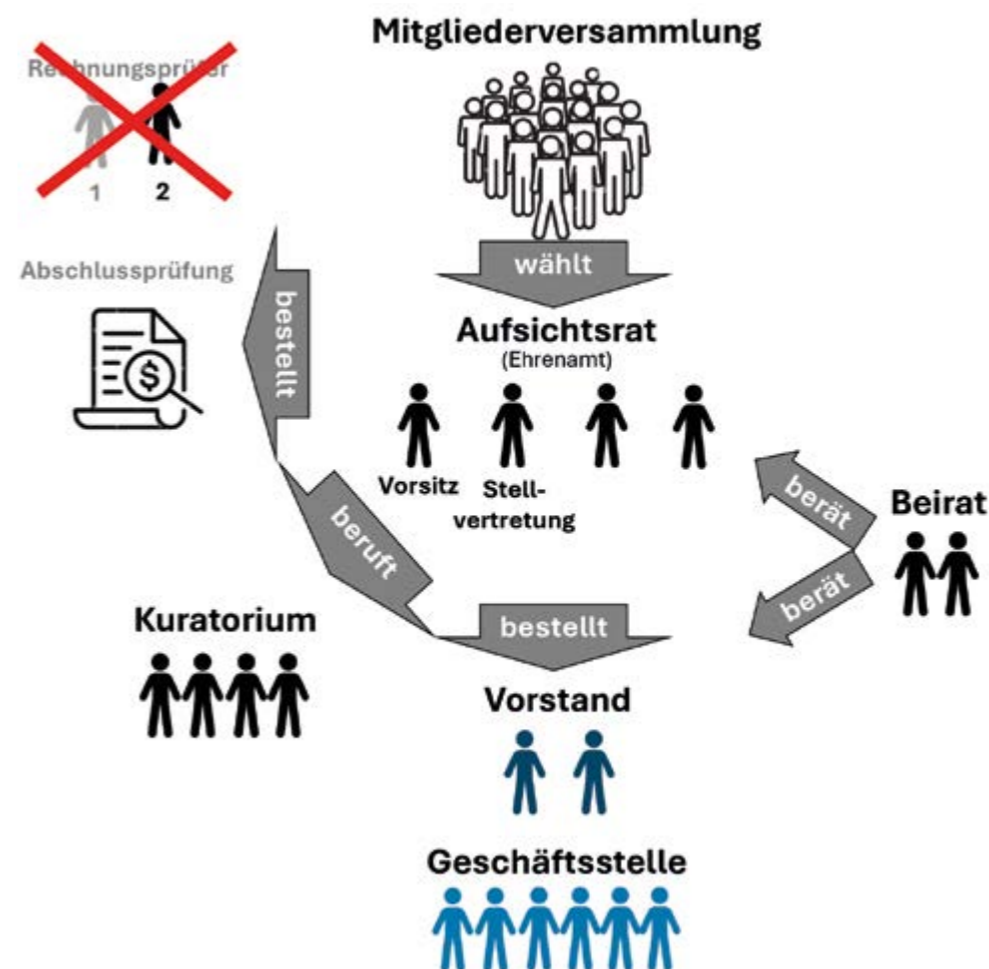 Mitgliederversammlung
Rechnungsprüfer
1 2
wählt
Abschlussprüfung
bestellt
$
Aufsichtsrat
(Ehrenamt)
Vorsitz Stell-
vertretung
berät
Beirat
beruft
berät
Kuratorium
bestellt
Vorstand
Geschäftsstelle